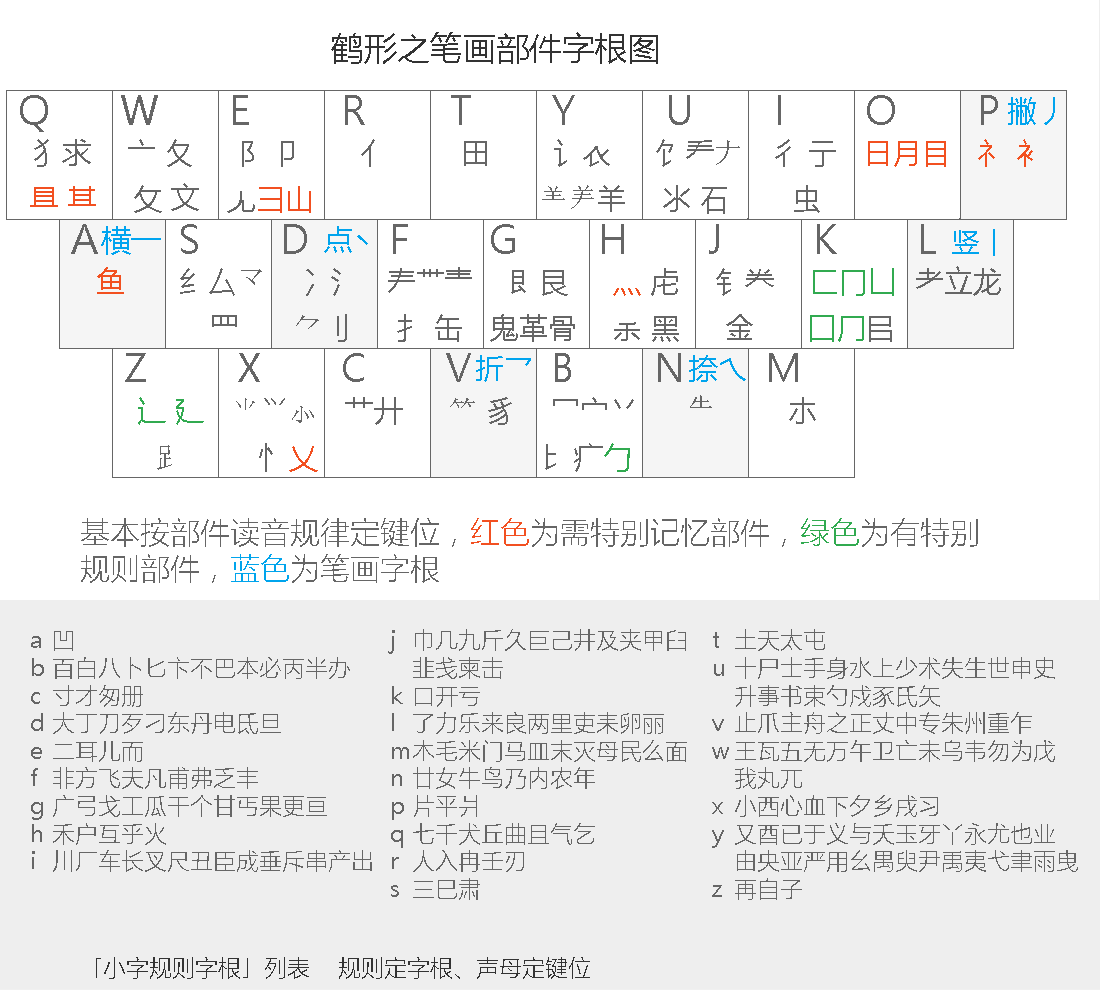 鹤形之笔画部件字根图
Q W E R T Y U I O P 撇丿
犭求 亠 夂 阝 卩 亻 田 讠 𧘇 饣龵𠂇 彳 亍 日月目 礻 衤
攵 文 彐山 羊 氺 石 虫
A 横一 S D 点丶 F G H J K L 竖丨
鱼 纟厶龴 冫氵 龵艹龶 艮 灬 虍 钅龹 匚冂凵 耂立龙
罒 ⺈ 刂 扌 缶 鬼革骨 黑 金 囗
Z X C V 折乛 B N 捺乀 M
辶 廴 ⺌ ⺍ 艹廾 𥫗 豸 冖宀丷 朩
忄 乂 疒勹
基本按部件读音规律定键位，红色为需特别记忆部件，绿色为有特别
规则部件，蓝色为笔画字根
a 凹
b 百白八卜匕卞不巴本必丙半办
c 寸才匆册
d 大丁刀歹刁东丹电氐旦
e 二耳儿而
f 非方飞夫凡甫弗乏丰
g 广弓戈工瓜干个甘丐果更亘
h 禾户互乎火
i 川厂车长叉尺丑臣成垂斥串产出
j 巾几九斤久巨己井及夹甲臼
韭戋柬击
k 口开亏
l 了力乐来良两里吏耒卵丽
m 木毛米门马皿末灭母民么面
n 廿女牛鸟乃内农年
p 片平爿
q 七千犬丘曲且气乞
r 人入冉壬刃
s 三巳肃
t 土天太屯
u 十尸士手身水上少术失生世申史
升事书束勺戍豕氏矢
v 止爪主舟之正丈中专朱州重乍
w 王瓦五无万午卫亡未乌韦勿为戊
我丸兀
x 小西心血下夕乡戌习
y 又酉已于义与夭玉牙丫永尤也业
由央亚严用幺禺臾尹禹夷弋聿雨曳
z 再自子
「小字规则字根」列表 规则定字根、声母定键位